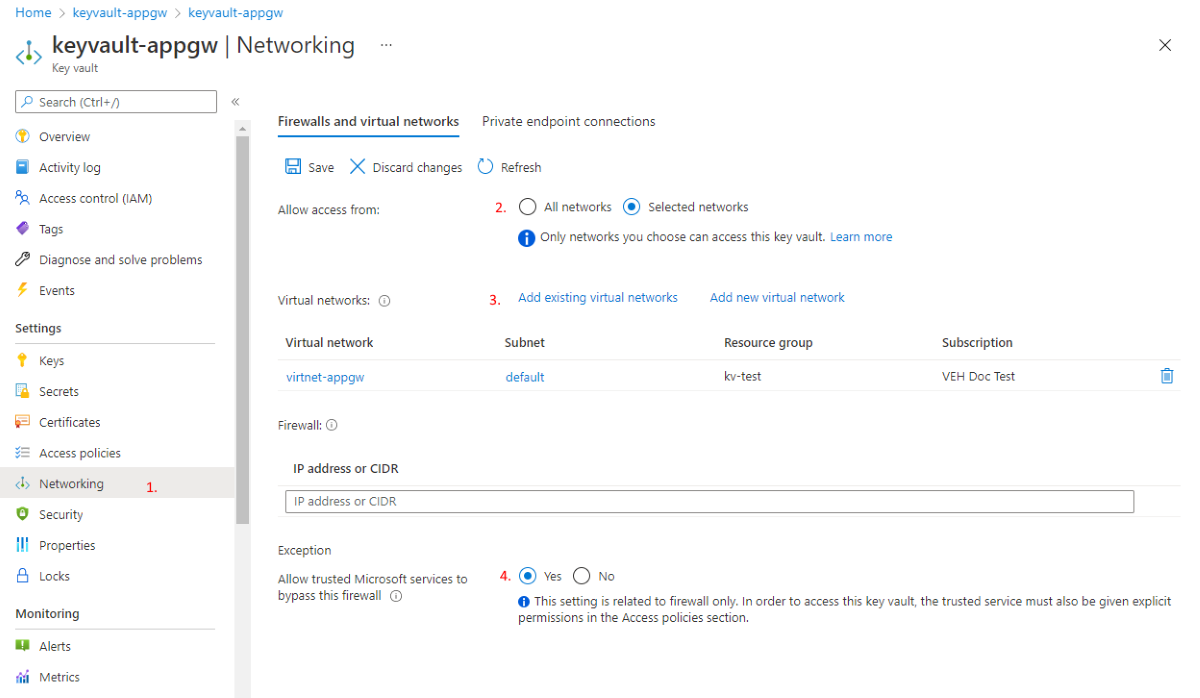 Home > keyvault-appgw > keyvault-appgw
keyvault-appgw | Networking ...
Key vault
Search (Ctrl+/)
«
Overview
Activity log
Access control (IAM)
Tags
Diagnose and solve problems
Events
Settings
Keys
Secrets
Certificates
Access policies
Networking 1.
Security
Properties
Locks
Monitoring
Alerts
Metrics
Firewalls and virtual networks Private endpoint connections
Save Discard changes Refresh
Allow access from: 2. All networks Selected networks
Only networks you choose can access this key vault. Learn more
Virtual networks: 3. Add existing virtual networks Add new virtual network
Virtual network Subnet Resource group Subscription
virtnet-appgw default kv-test VEH Doc Test
Firewall:
IP address or CIDR
IP address or CIDR
Exception
Allow trusted Microsoft services to
bypass this firewall
4. Yes No
This setting is related to firewall only. In order to access this key vault, the trusted service must also be given explicit
permissions in the Access policies section.